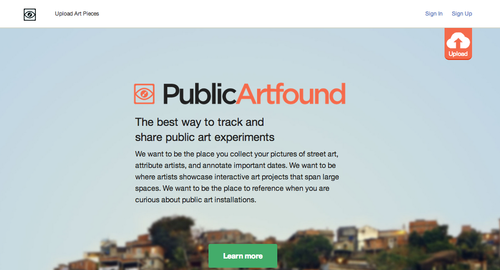 Upload Art Pieces
Sign In Sign Up
Upload
PublicArtfound
The best way to track and
share public art experiments
We want to be the place you collect your pictures of street art,
attribute artists, and annotate important dates. We want to be
where artists showcase interactive art projects that span large
spaces. We want to be the place to reference when you are
curious about public art installations.
Learn more